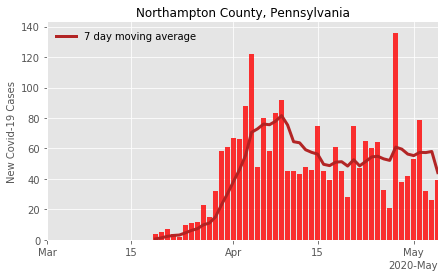 Northampton County, Pennsylvania
7 day moving average
New Covid-19 Cases
140
120
100
80
60
40
20
0
Mar 15 Apr 15 May
2020-May